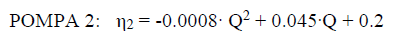 POMPA 2: η2 = -0.0008· Q² + 0.045·Q + 0.2